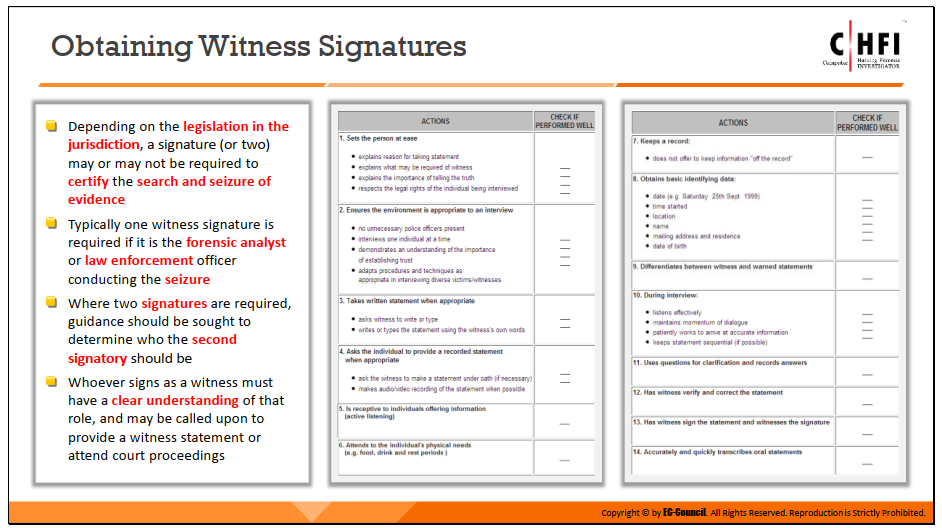 Obtaining Witness Signatures
C HFI
Computer Hacking Forensic
INVESTIGATOR
Depending on the legislation in the
jurisdiction, a signature (or two)
may or may not be required to
certify the search and seizure of
evidence
Typically one witness signature is
required if it is the forensic analyst
or law enforcement officer
conducting the seizure
Where two signatures are required,
guidance should be sought to
determine who the second
signatory should be
Whoever signs as a witness must
have a clear understanding of that
role, and may be called upon to
provide a witness statement or
attend court proceedings
ACTIONS
CHECK IF
PERFORMED WELL
1. Sets the person at ease
explains reason for taking statement
explains what may be required of witness
explains the importance of telling the truth
respects the legal rights of the individual being interviewed
2. Ensures the environment is appropriate to an interview
no unnecessary police officers present
interviews one individual at a time
demonstrates an understanding of the importance
of establishing trust
adapts procedures and techniques as
appropriate in interviewing diverse victims/witnesses
3. Takes written statement when appropriate
asks witness to write or type
writes or types the statement using the witness's own words
4. Asks the individual to provide a recorded statement
when appropriate
ask the witness to make a statement under oath (if necessary)
makes audio/video recording of the statement when possible
5. Is receptive to individuals offering information
(active listening)
6. Attends to the individual's physical needs
(e.g. food, drink and rest periods )
ACTIONS
CHECK IF
PERFORMED WELL
7. Keeps a record:
does not offer to keep information "off the record"
8. Obtains basic identifying data:
date (e.g. Saturday, 25th Sept. 1999)
time started
location
name
mailing address and residence
date of birth
9. Differentiates between witness and warned statements
10. During interview:
listens effectively
maintains momentum of dialogue
patiently works to arrive at accurate information
keeps statement sequential (if possible)
11. Uses questions for clarification and records answers
12. Has witness verify and correct the statement
13. Has witness sign the statement and witnesses the signature
14. Accurately and quickly transcribes oral statements
Copyright © by EC-Council. All Rights Reserved. Reproduction is Strictly Prohibited.